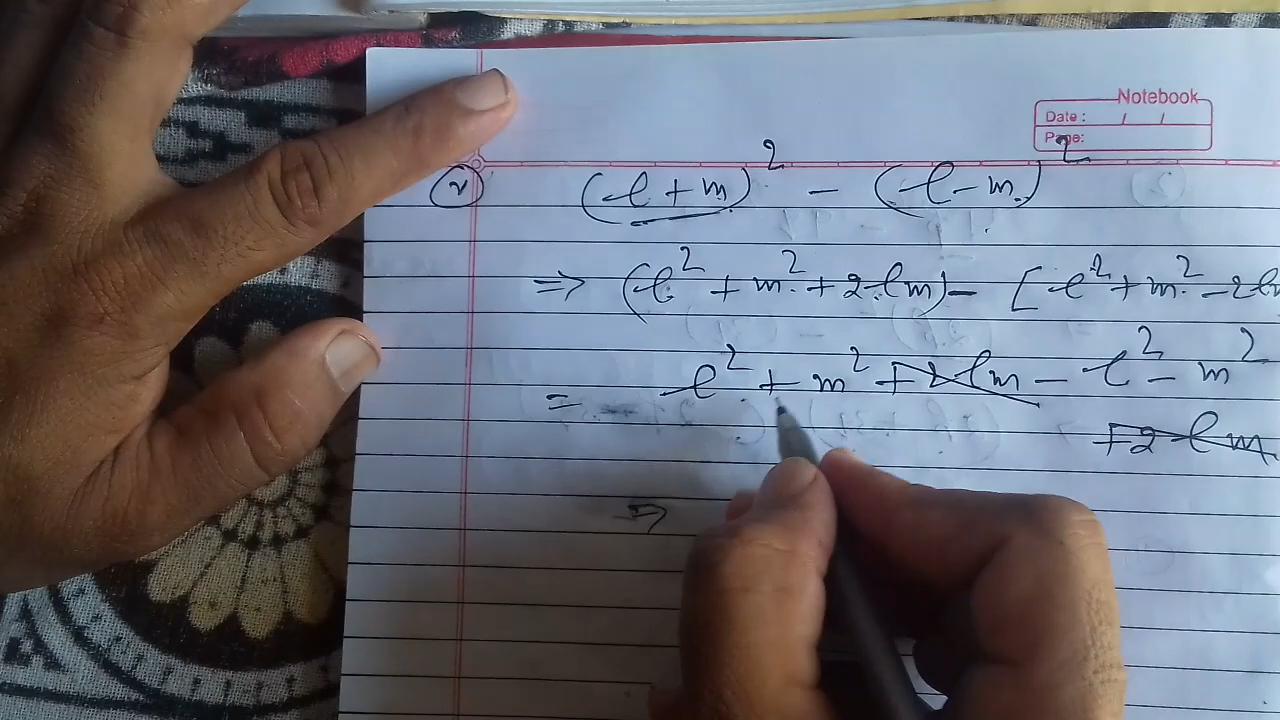 Notebook
Date : / /
Page:
(v) (l + m)² - (l - m)²
=> (l² + m² + 2lm) - [l² + m² - 2lm
= l² + m² + 2lm - l² - m²
+2lm
=>